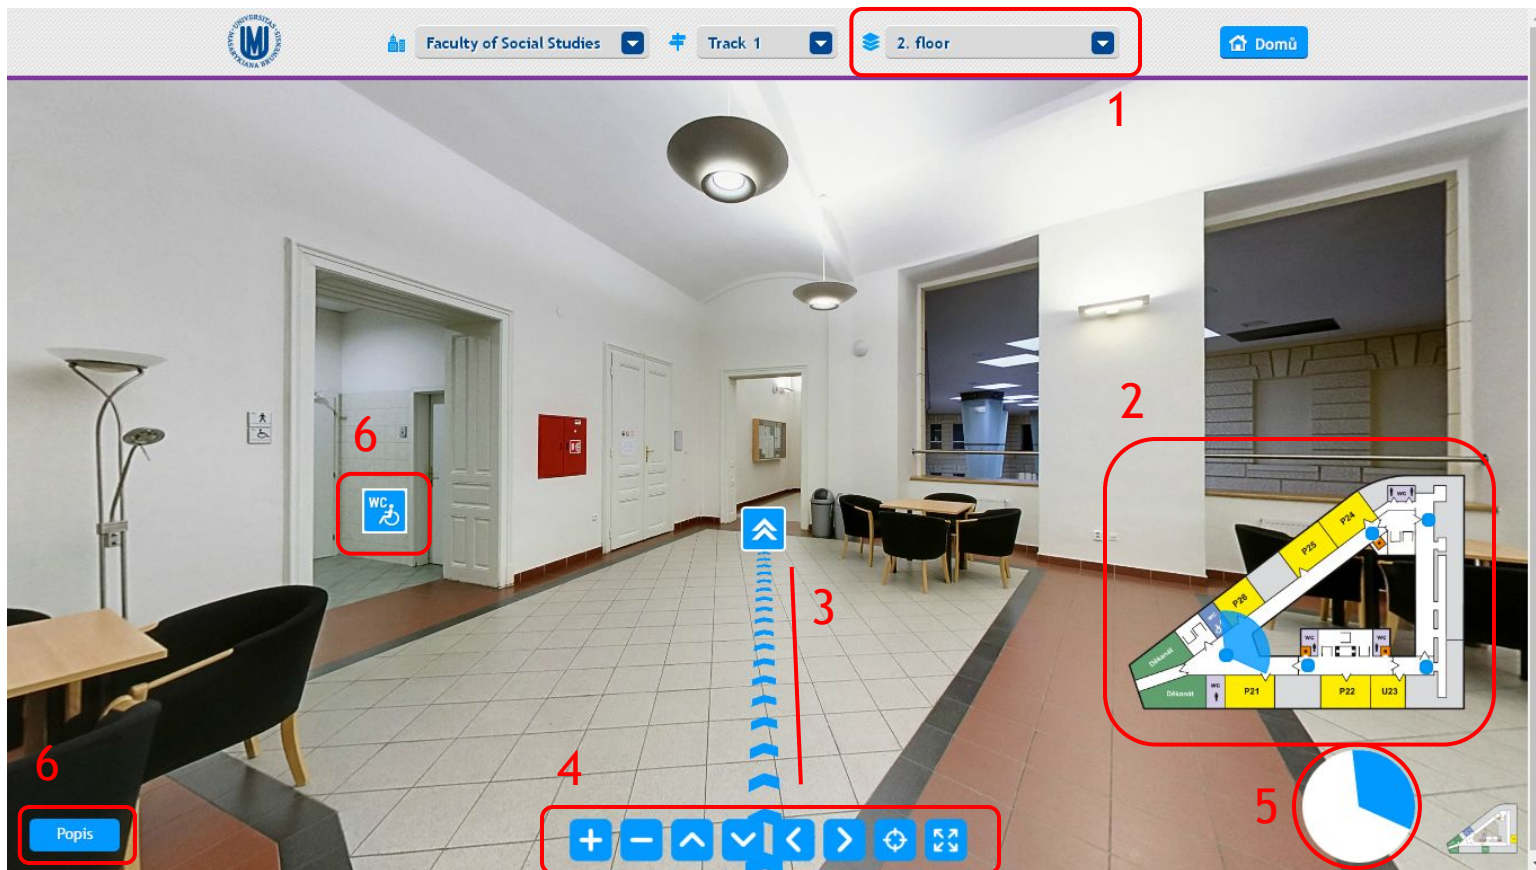 UNIVERSITAS
MASARYKIANA BRUNENSIS
Faculty of Social Studies
Track 1
2. floor
Domů
1
2
6
WC
3
WC
P24
P25
P26
WC
WC
WC
Děkanát
Děkanát
WC
P21
P22
U23
6
4
5
Popis